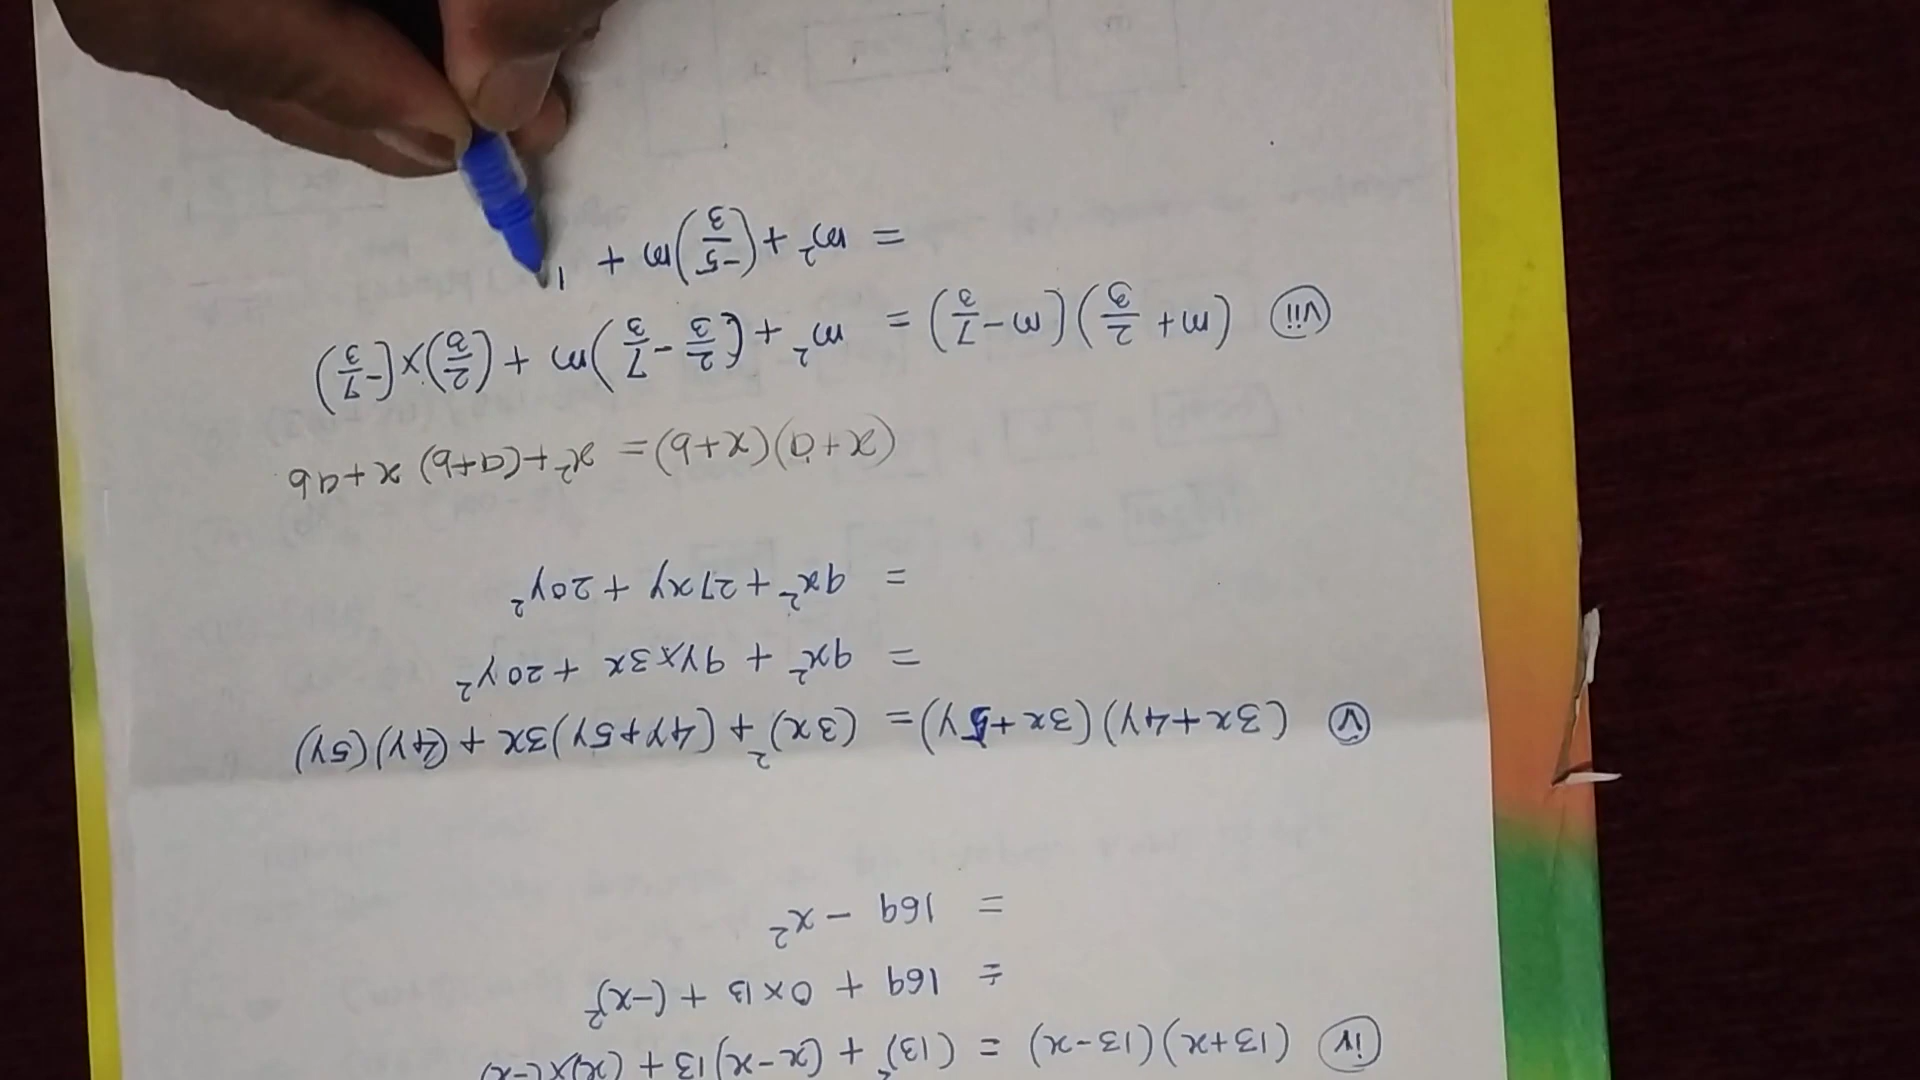 (iv) (13+x)(13-x) = (13)² + (x-x)13 + (x)×(-x)
= 169 + 0×13 + (-x²)
= 169 - x²
(v) (3x+4y)(3x+5y) = (3x)² + (4y+5y)3x + (4y)(5y)
= 9x² + 9y×3x + 20y²
= 9x² + 27xy + 20y²
(x+a)(x+b) = x²+(a+b)x+ab
(vii) (m+2/3)(m-7/3) = m² + (2/3-7/3)m + (2/3)×(-7/3)
= m² + (-5/3)m + 1